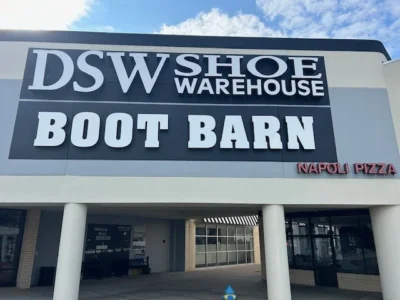 DSW SHOE
WAREHOUSE
BOOT BARN
NAPOLI PIZZA